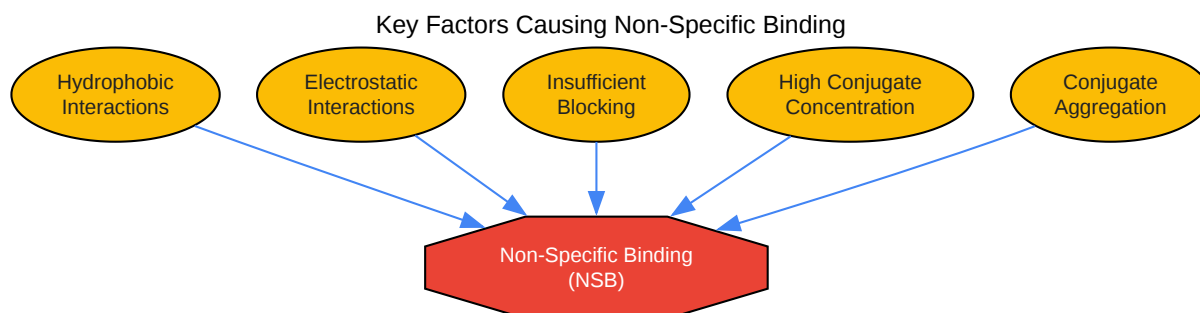 Key Factors Causing Non-Specific Binding
Hydrophobic
Interactions
Electrostatic
Interactions
Insufficient
Blocking
High Conjugate
Concentration
Conjugate
Aggregation
Non-Specific Binding
(NSB)